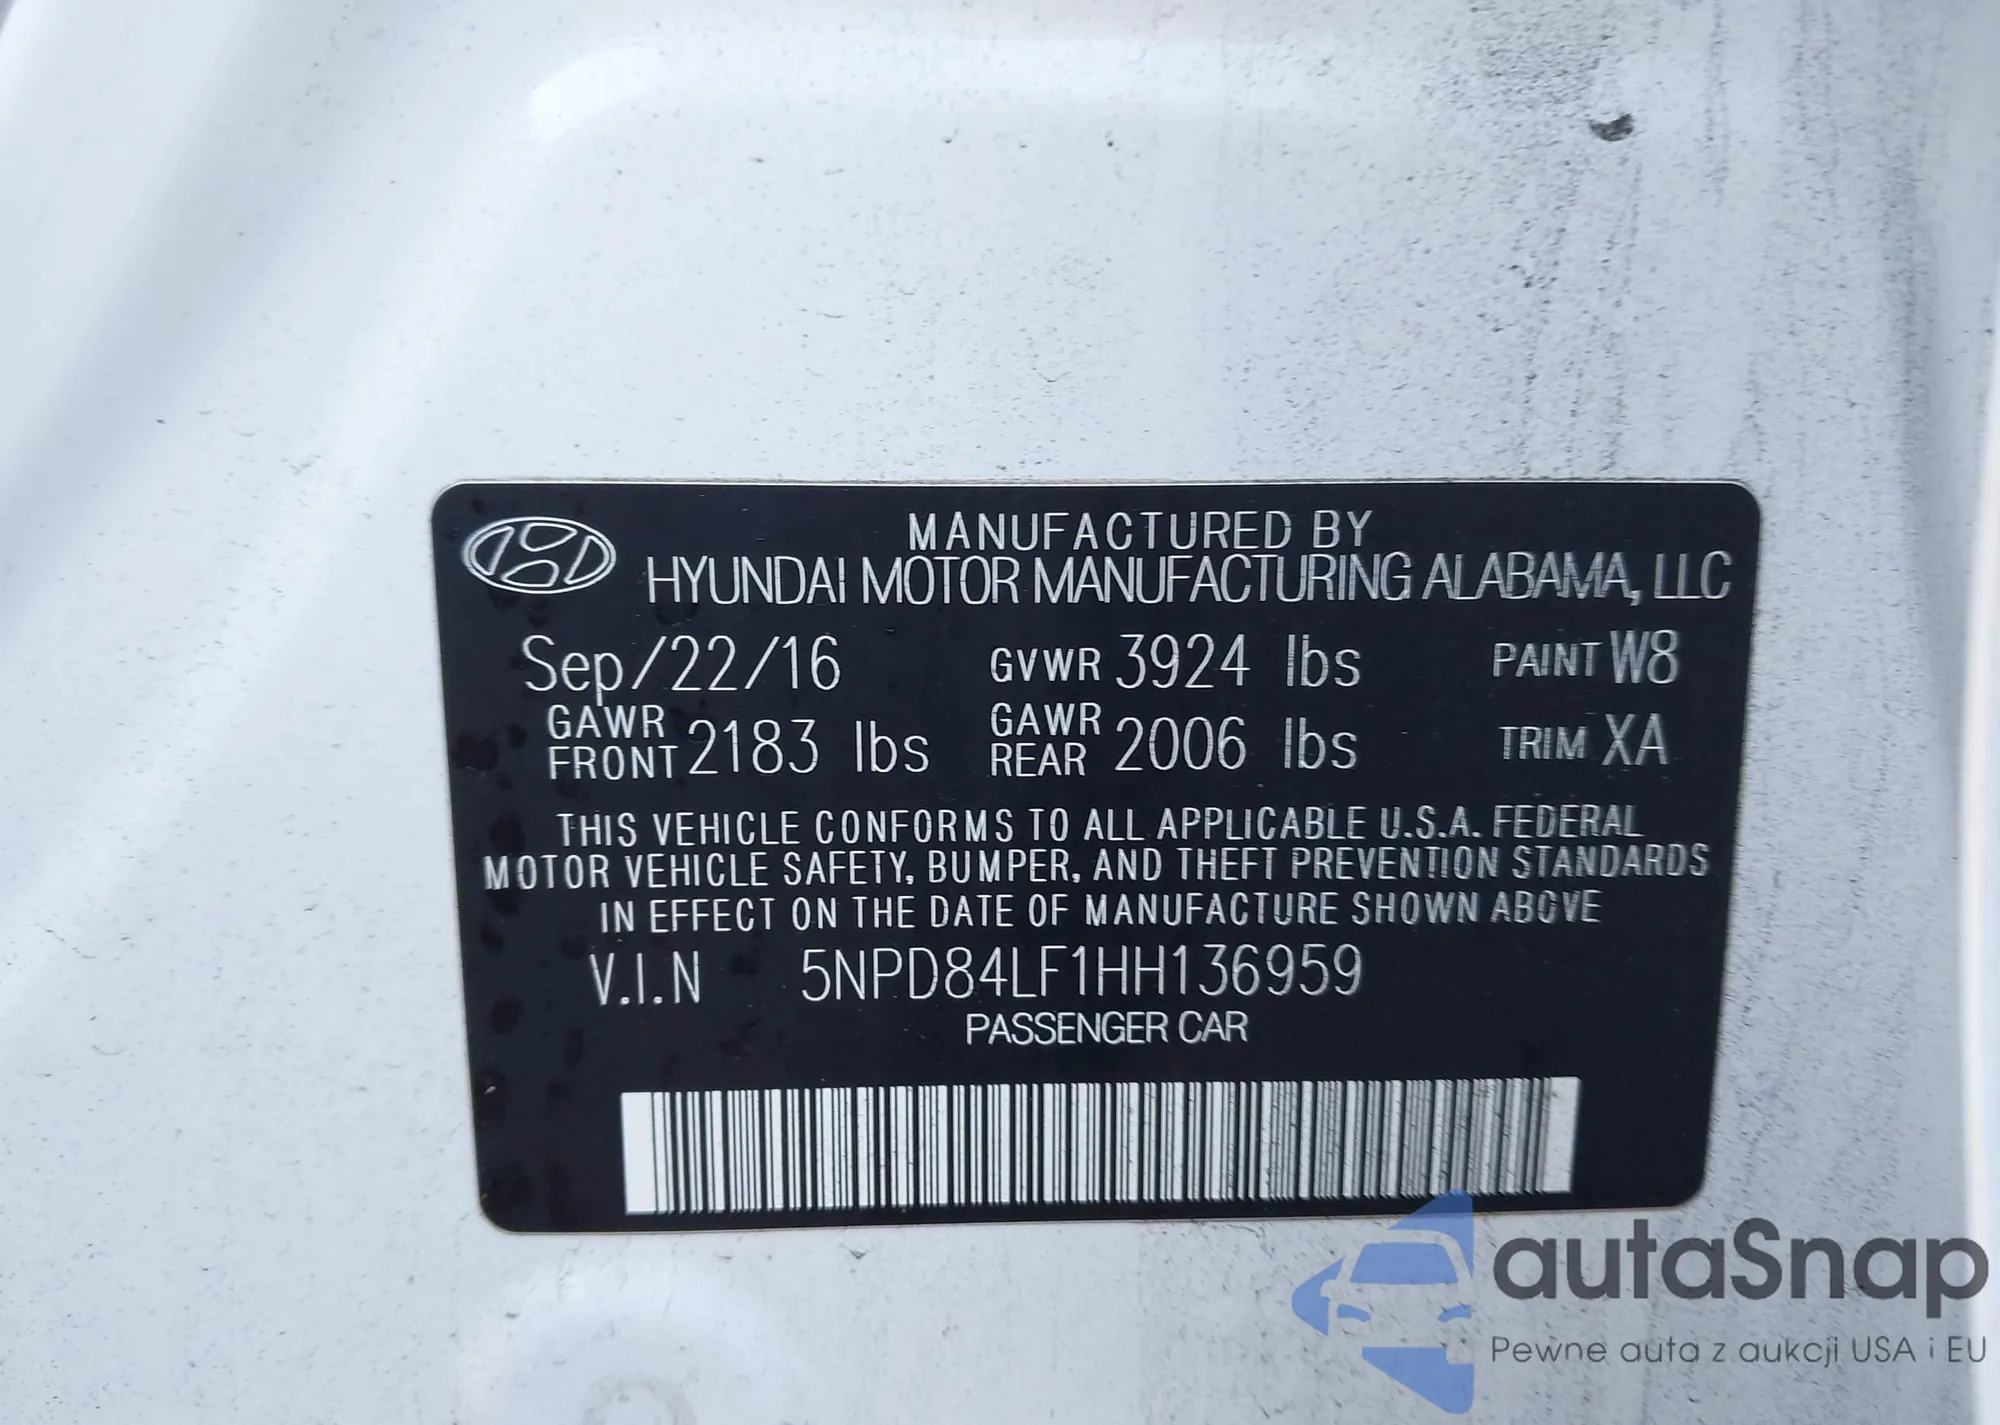 MANUFACTURED BY
HYUNDAI MOTOR MANUFACTURING ALABAMA, LLC
Sep/22/16 GVWR 3924 lbs PAINT W8
GAWR FRONT 2183 lbs GAWR REAR 2006 lbs TRIM XA
THIS VEHICLE CONFORMS TO ALL APPLICABLE U.S.A. FEDERAL
MOTOR VEHICLE SAFETY, BUMPER, AND THEFT PREVENTION STANDARDS
IN EFFECT ON THE DATE OF MANUFACTURE SHOWN ABOVE
V.I.N 5NPD84LF1HH136959
PASSENGER CAR
autaSnap
Pewne auta z aukcji USA i EU